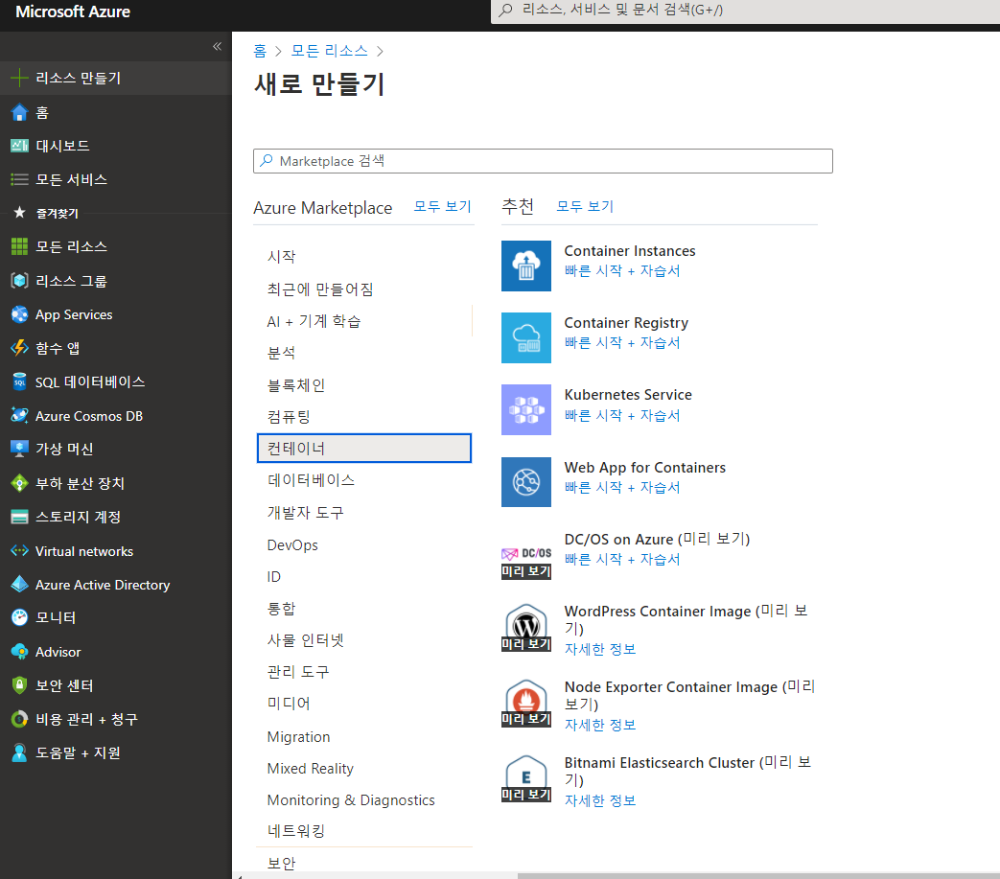 Microsoft Azure
리소스, 서비스 및 문서 검색(G+/)
«
리소스 만들기
홈
대시보드
모든 서비스
즐겨찾기
모든 리소스
리소스 그룹
App Services
함수 앱
SQL 데이터베이스
Azure Cosmos DB
가상 머신
부하 분산 장치
스토리지 계정
Virtual networks
Azure Active Directory
모니터
Advisor
보안 센터
비용 관리 + 청구
도움말 + 지원
홈 > 모든 리소스 >
새로 만들기
Marketplace 검색
Azure Marketplace 모두 보기
시작
최근에 만들어짐
AI + 기계 학습
분석
블록체인
컴퓨팅
컨테이너
데이터베이스
개발자 도구
DevOps
ID
통합
사물 인터넷
관리 도구
미디어
Migration
Mixed Reality
Monitoring & Diagnostics
네트워킹
보안
추천 모두 보기
Container Instances
빠른 시작 + 자습서
Container Registry
빠른 시작 + 자습서
Kubernetes Service
빠른 시작 + 자습서
Web App for Containers
빠른 시작 + 자습서
DC/OS
미리 보기
DC/OS on Azure (미리 보기)
빠른 시작 + 자습서
미리 보기
WordPress Container Image (미리 보
기)
자세한 정보
미리 보기
Node Exporter Container Image (미리
보기)
자세한 정보
E
미리 보기
Bitnami Elasticsearch Cluster (미리 보
기)
자세한 정보